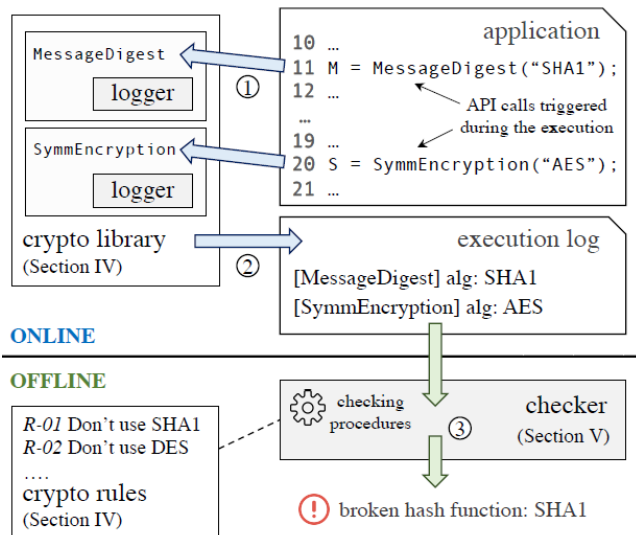 MessageDigest
logger
SymmEncryption
logger
crypto library
(Section IV)
①
②
application
10 …
11 M = MessageDigest(“SHA1”);
12 …
…
19 …
20 S = SymmEncryption(“AES”);
21 …
API calls triggered
during the execution
execution log
[MessageDigest] alg: SHA1
[SymmEncryption] alg: AES
ONLINE
OFFLINE
R-01 Don’t use SHA1
R-02 Don’t use DES
....
crypto rules
(Section IV)
checking
procedures
③
checker
(Section V)
! broken hash function: SHA1